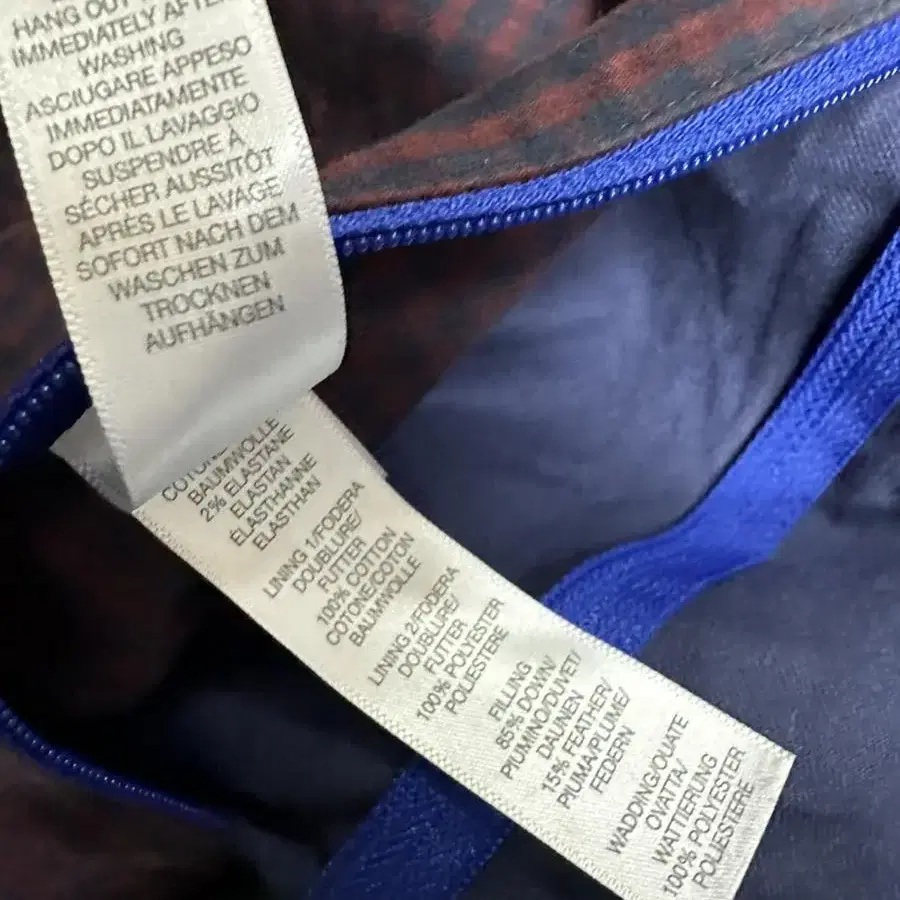 HANG OUT
IMMEDIATELY AFTER
WASHING
ASCIUGARE APPESO
IMMEDIATAMENTE
DOPO IL LAVAGGIO
SUSPENDRE À
SÉCHER AUSSITÔT
APRÈS LE LAVAGE
SOFORT NACH DEM
WASCHEN ZUM
TROCKNEN
AUFHÄNGEN
BAUMWOLLE
2% ELASTANE
ELASTAN
ÉLASTHANNE
ELASTHAN
LINING 1/FODERA
DOUBLURE/
FUTTER
100% COTTON
COTONE/COTON
BAUMWOLLE
LINING 2/FODERA
DOUBLURE/
FUTTER
100% POLYESTER
POLIESTERE
FILLING
85% DOWN/
PIUMINO/DUVET/
DAUNEN
15% FEATHER/
PIUMA/PLUME/
FEDERN
WADDING/OUATE
OVATTA/
WATTIERUNG
100% POLYESTER
POLIESTERE